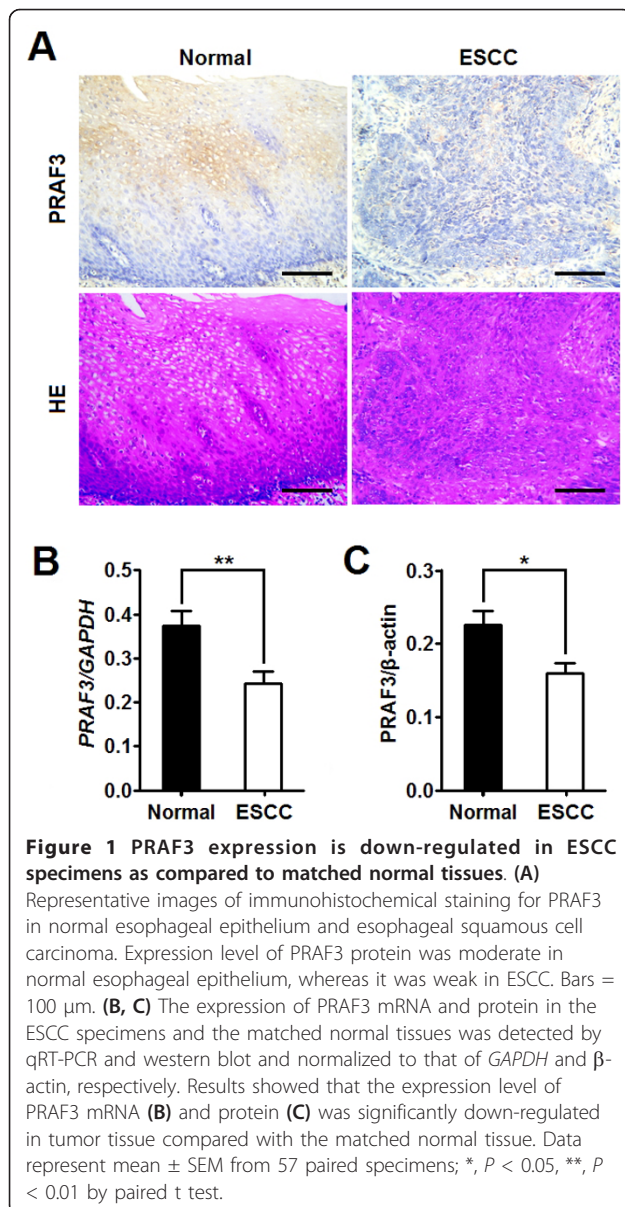 A
Normal
ESCC
PRAF3
HE
B
**
0.5
0.4
0.3
0.2
0.1
0.0
PRAF3/GAPDH
Normal
ESCC
C
*
0.3
0.2
0.1
0.0
PRAF3/β-actin
Normal
ESCC
Figure 1 PRAF3 expression is down-regulated in ESCC
specimens as compared to matched normal tissues. (A)
Representative images of immunohistochemical staining for PRAF3
in normal esophageal epithelium and esophageal squamous cell
carcinoma. Expression level of PRAF3 protein was moderate in
normal esophageal epithelium, whereas it was weak in ESCC. Bars =
100 μm. (B, C) The expression of PRAF3 mRNA and protein in the
ESCC specimens and the matched normal tissues was detected by
qRT-PCR and western blot and normalized to that of GAPDH and β-
actin, respectively. Results showed that the expression level of
PRAF3 mRNA (B) and protein (C) was significantly down-regulated
in tumor tissue compared with the matched normal tissue. Data
represent mean ± SEM from 57 paired specimens; *, P < 0.05, **, P
< 0.01 by paired t test.